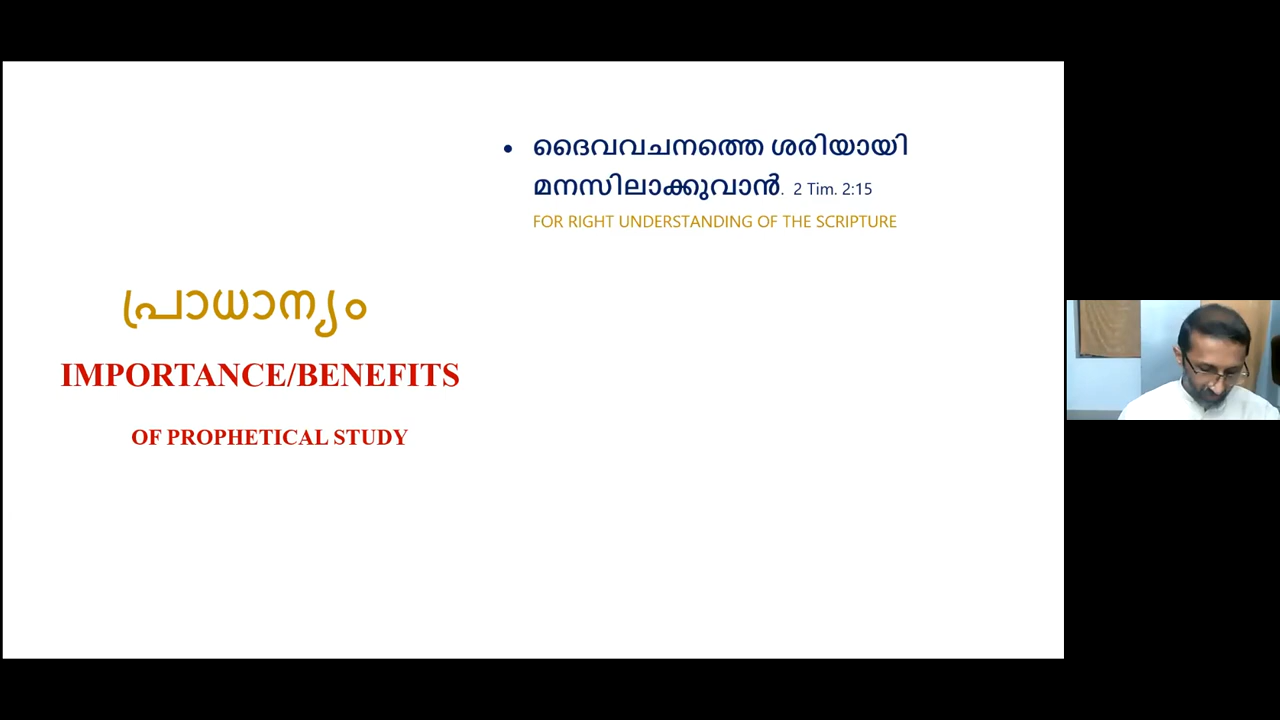 പ്രാധാന്യം
IMPORTANCE/BENEFITS
OF PROPHETICAL STUDY
• ദൈവവചനത്തെ ശരിയായി
മനസിലാക്കുവാൻ. 2 Tim. 2:15
FOR RIGHT UNDERSTANDING OF THE SCRIPTURE